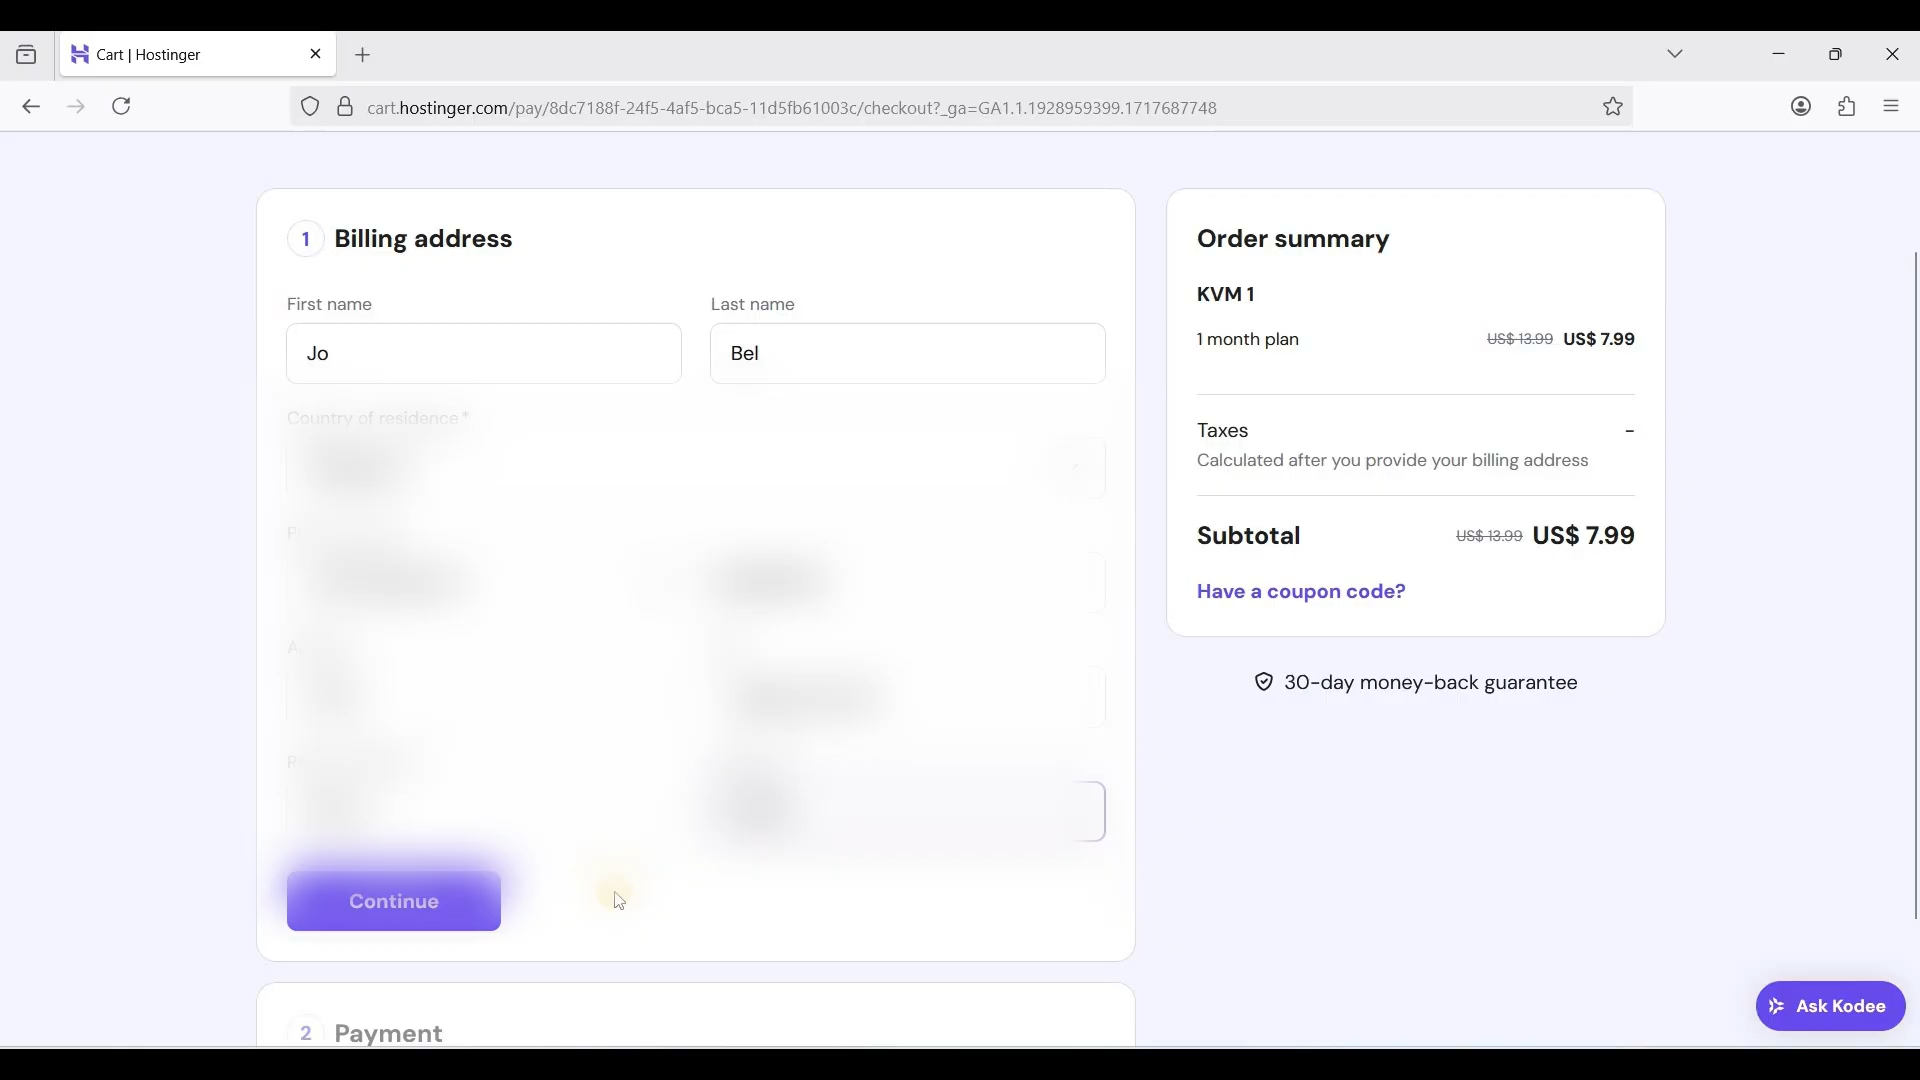 Cart | Hostinger
cart.hostinger.com/pay/8dc7188f-24f5-4af5-bca5-11d5fb61003c/checkout?_ga=GA1.1.1928959399.1717687748
1 Billing address
First name
Last name
Jo
Bel
Country of residence*
Continue
2 Payment
Order summary
KVM 1
1 month plan US$ 13.99 US$ 7.99
Taxes -
Calculated after you provide your billing address
Subtotal US$ 13.99 US$ 7.99
Have a coupon code?
30-day money-back guarantee
Ask Kodee